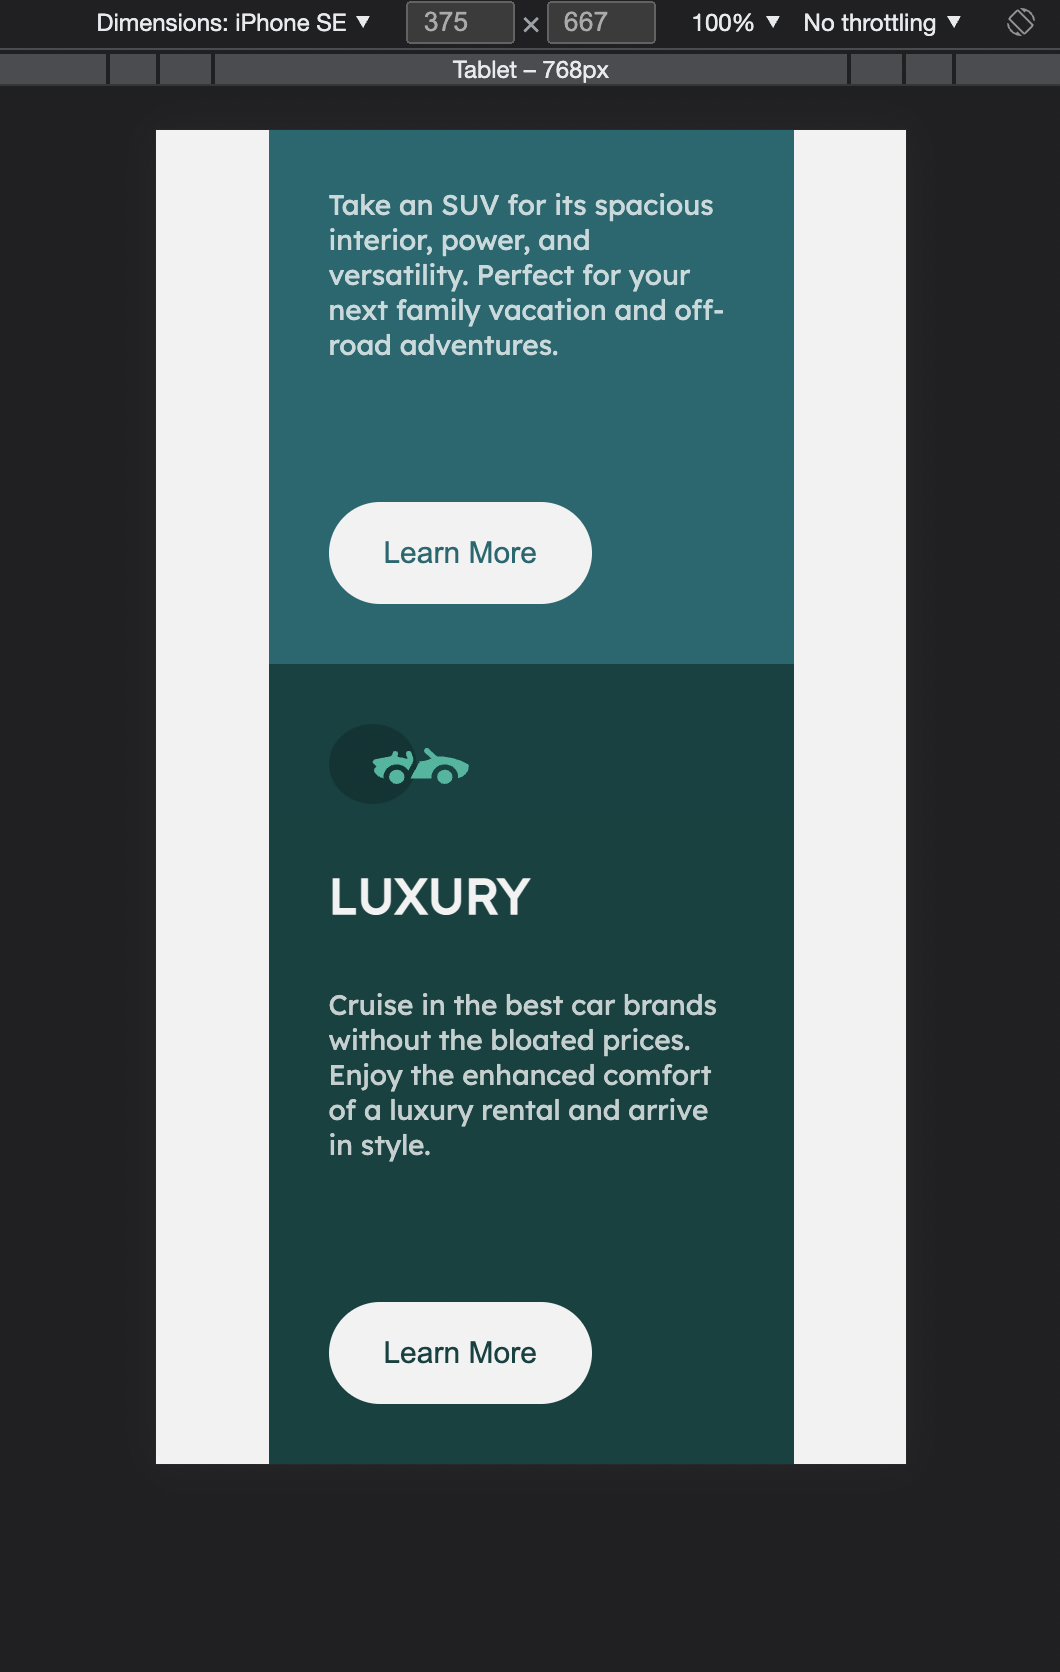 Dimensions: iPhone SE ▼ 375 × 667 100% ▼ No throttling ▼
Tablet – 768px
Take an SUV for its spacious
interior, power, and
versatility. Perfect for your
next family vacation and off-
road adventures.
Learn More
LUXURY
Cruise in the best car brands
without the bloated prices.
Enjoy the enhanced comfort
of a luxury rental and arrive
in style.
Learn More